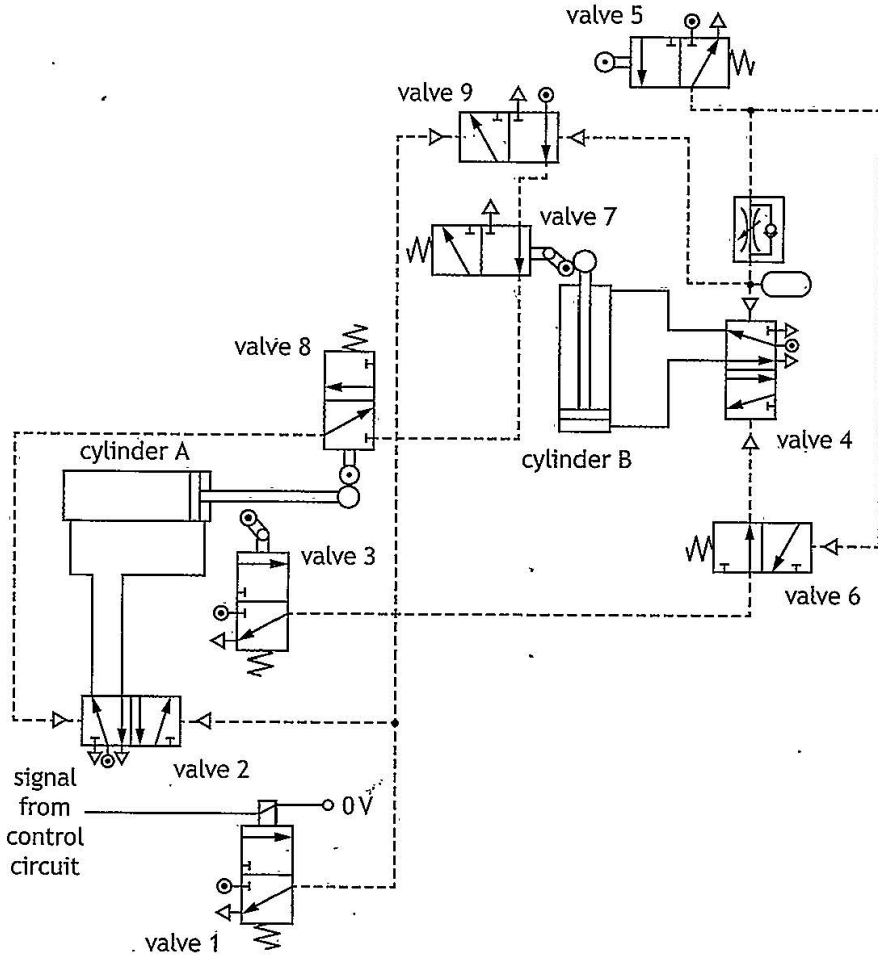 valve 5
valve 9
valve 7
valve 8
cylinder A
cylinder B
valve 4
valve 3
valve 6
valve 2
signal
from
control
circuit
0 V
valve 1